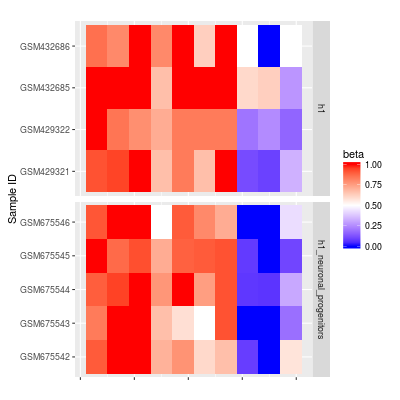 GSM432686
GSM432685
GSM429322
GSM429321
h1
GSM675546
GSM675545
GSM675544
GSM675543
GSM675542
h1_neuronal_progenitors
Sample ID
beta
1.00
0.75
0.50
0.25
0.00